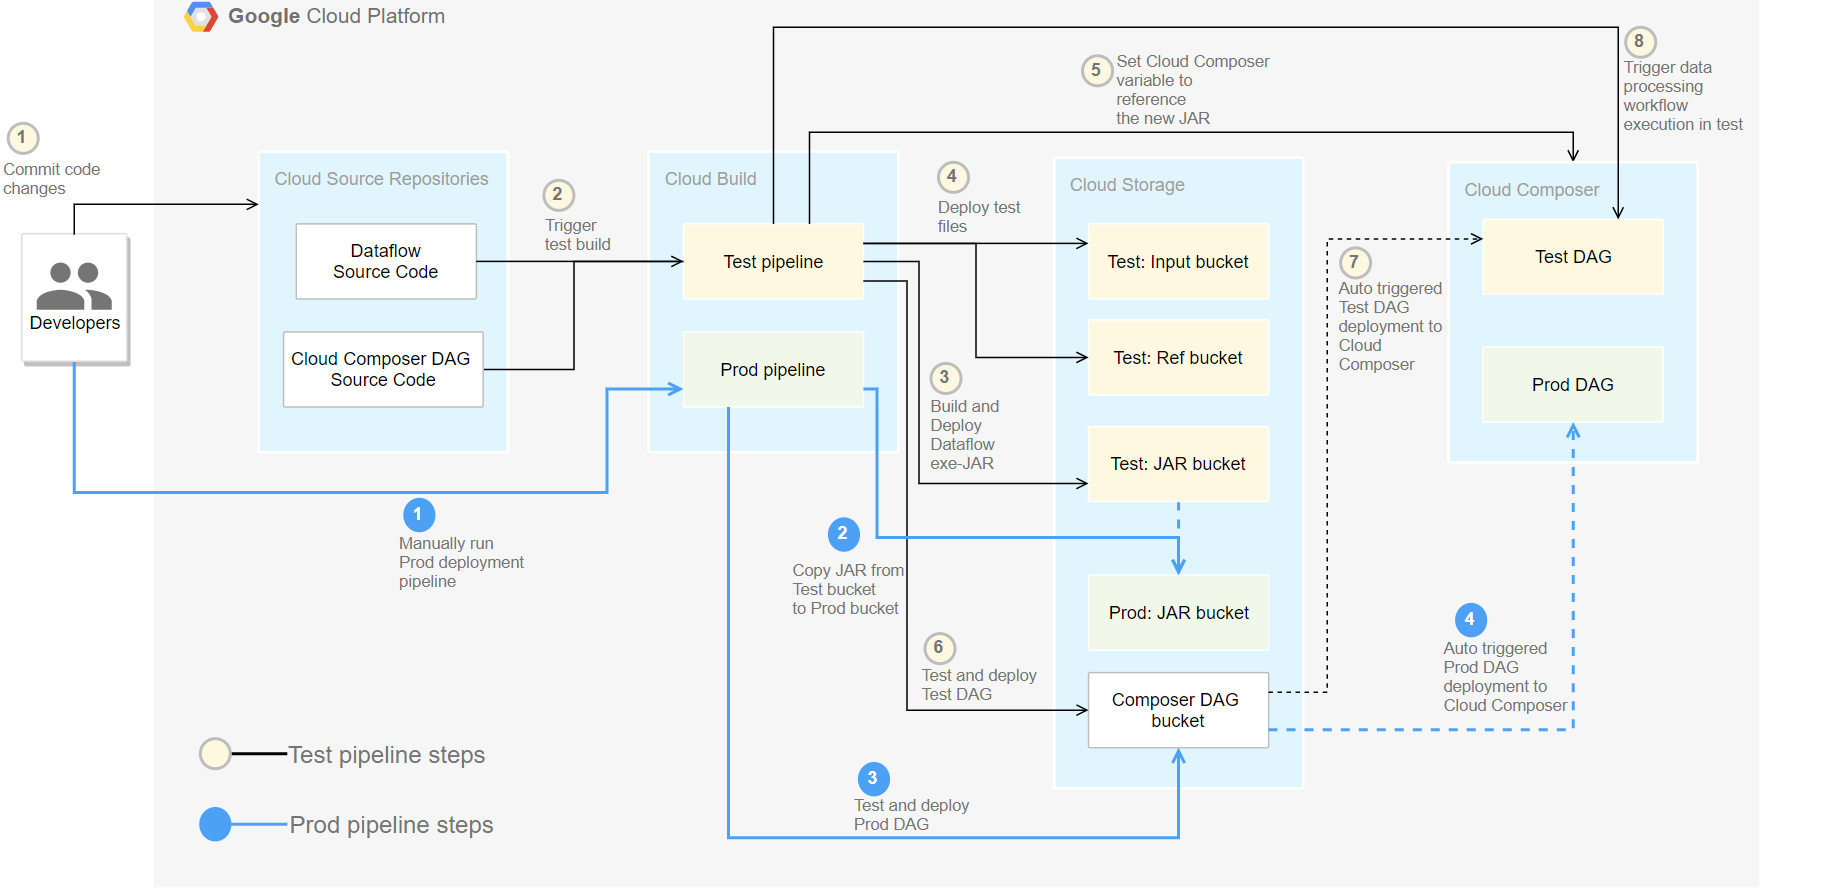 Google Cloud Platform
1
Commit code
changes
Developers
Cloud Source Repositories
Dataflow
Source Code
Cloud Composer DAG
Source Code
2
Trigger
test build
Cloud Build
Test pipeline
Prod pipeline
4
Deploy test
files
3
Build and
Deploy
Dataflow
exe-JAR
5
Set Cloud Composer
variable to
reference
the new JAR
8
Trigger data
processing
workflow
execution in test
Cloud Storage
Test: Input bucket
Test: Ref bucket
Test: JAR bucket
Prod: JAR bucket
Composer DAG
bucket
7
Auto triggered
Test DAG
deployment to
Cloud
Composer
Cloud Composer
Test DAG
Prod DAG
1
Manually run
Prod deployment
pipeline
2
Copy JAR from
Test bucket
to Prod bucket
6
Test and deploy
Test DAG
4
Auto triggered
Prod DAG
deployment to
Cloud Composer
3
Test and deploy
Prod DAG
Test pipeline steps
Prod pipeline steps